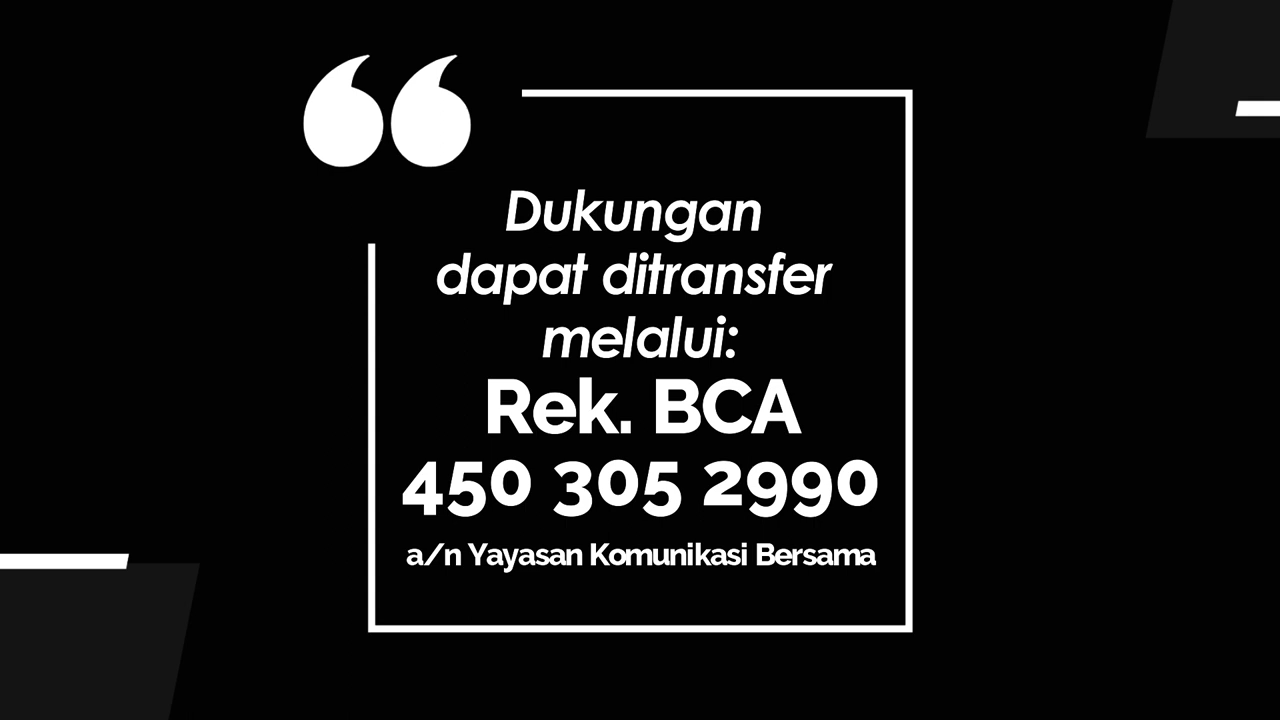 Dukungan
dapat ditransfer
melalui:
Rek. BCA
450 305 2990
a/n Yayasan Komunikasi Bersama